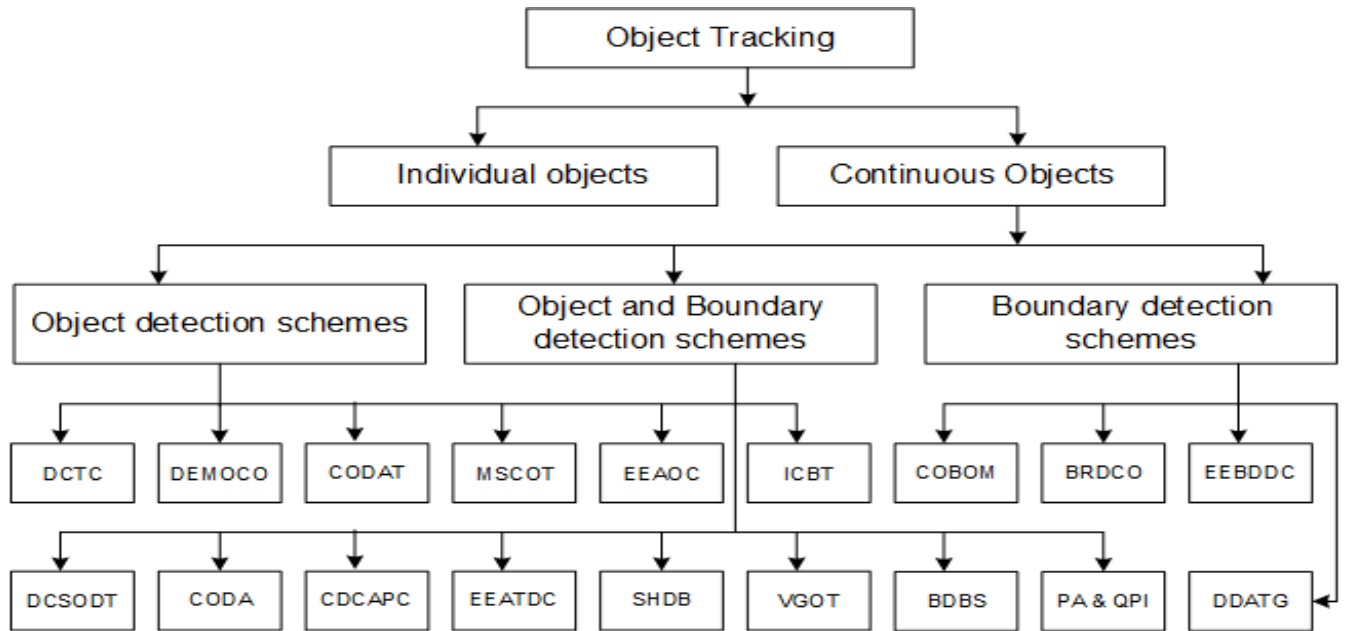 Object Tracking
Individual objects
Continuous Objects
Object detection schemes
Object and Boundary
detection schemes
Boundary detection
schemes
DCTC
DEMOCO
CODAT
MSCOT
EEAOC
ICBT
COBOM
BRDCO
EEBDDC
DCSODT
CODA
CDCAPC
EEATDC
SHDB
VGOT
BDBS
PA & QPI
DDATG